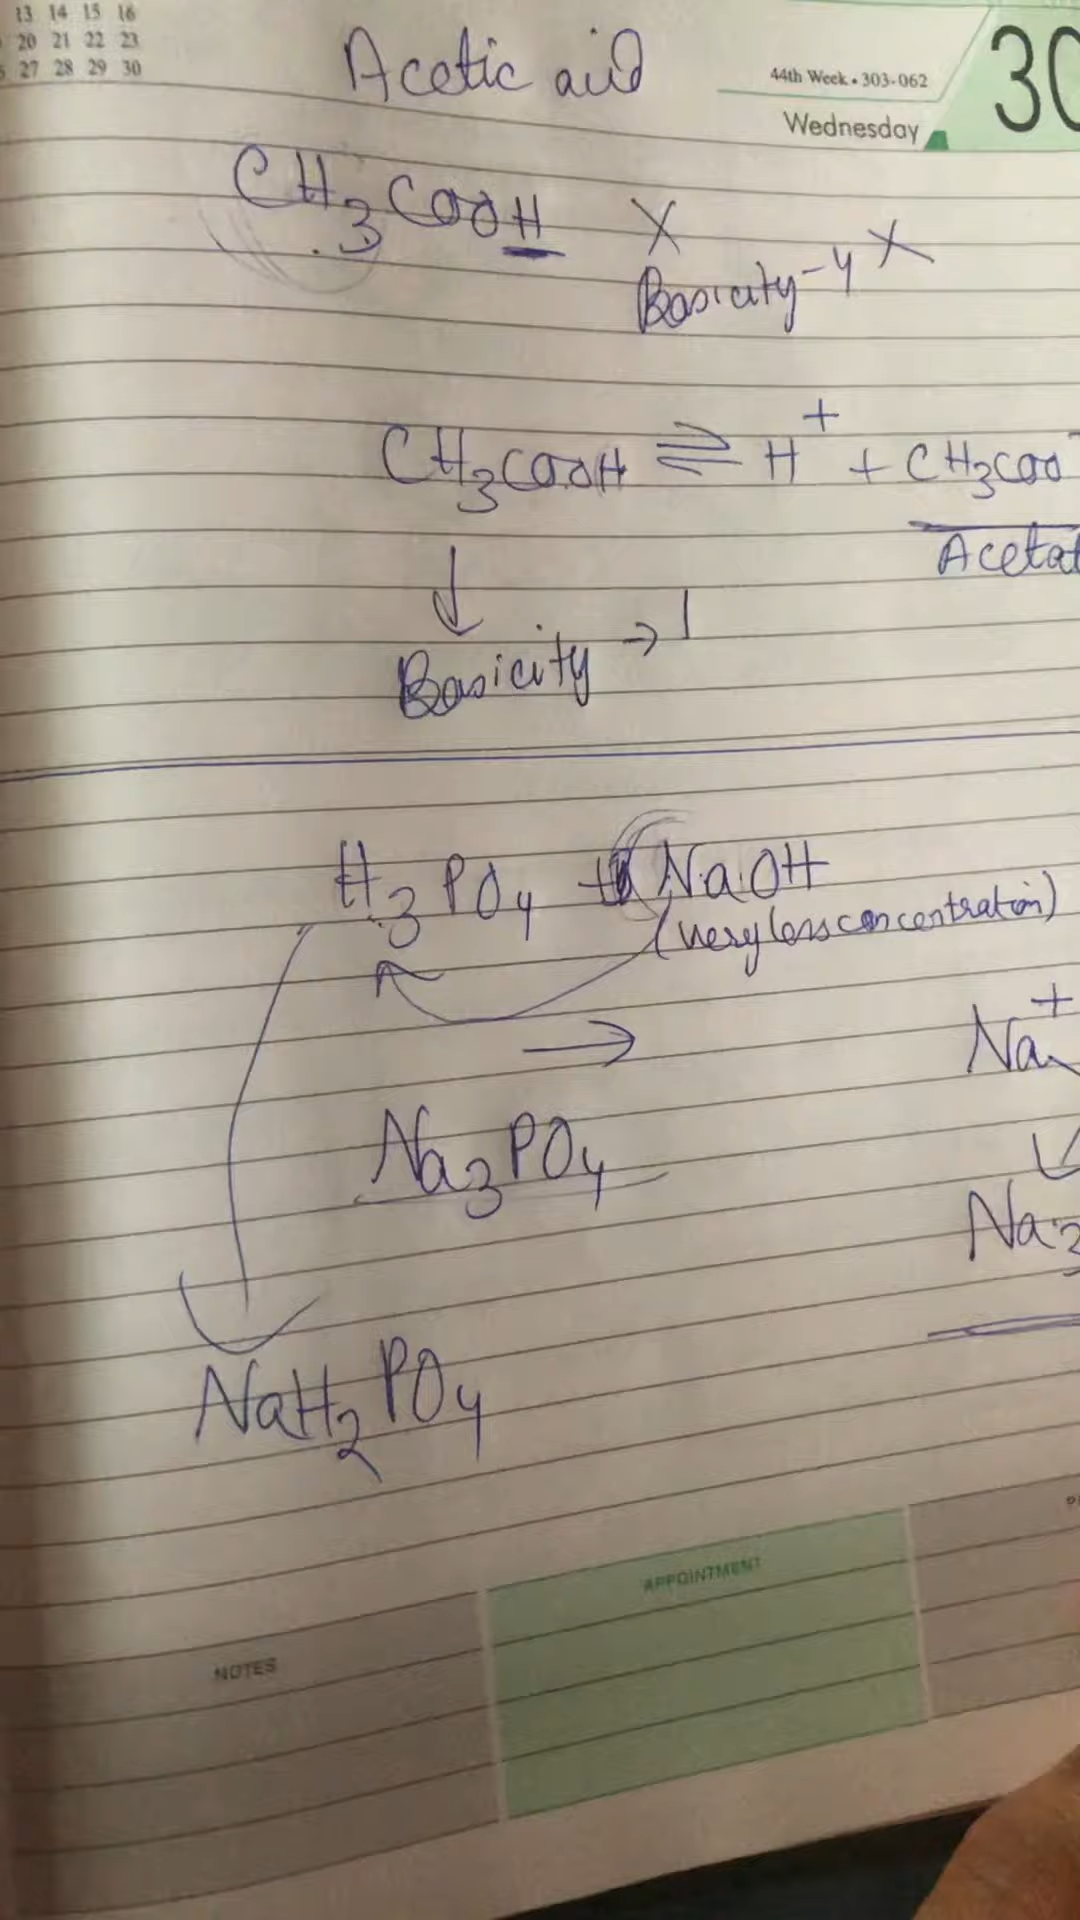 13 14 15 16
20 21 22 23
27 28 29 30
44th Week • 303-062
30
Wednesday
Acetic acid
CH3COOH X
Basicity-4 X
CH3COOH ⇌ H+ + CH3COO-
Acetat
↓
Basicity → 1
H3PO4 + NaOH
(very less concentration)
→
Na+
Na3PO4
Na3
NaH2PO4
NOTES
APPOINTMENT